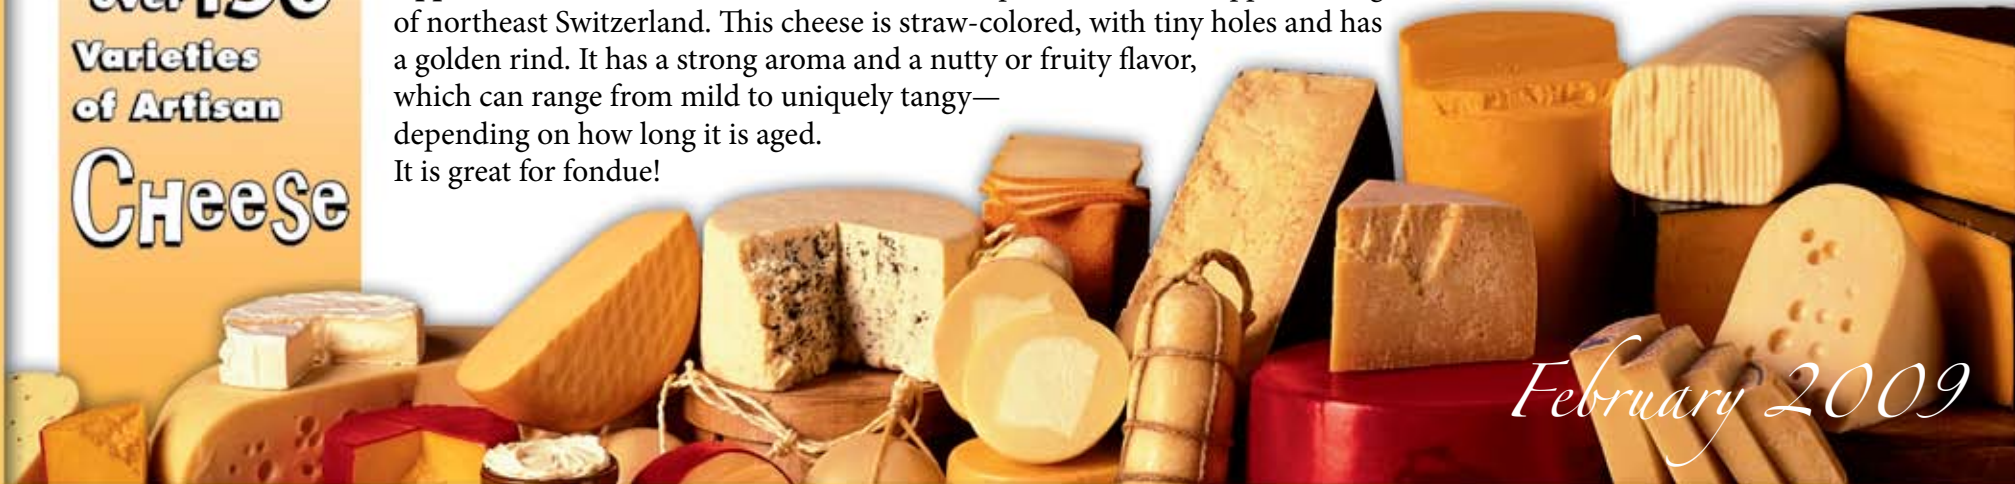 over 150
Varieties
of Artisan
Cheese
of northeast Switzerland. This cheese is straw-colored, with tiny holes and has
a golden rind. It has a strong aroma and a nutty or fruity flavor,
which can range from mild to uniquely tangy—
depending on how long it is aged.
It is great for fondue!
February 2009